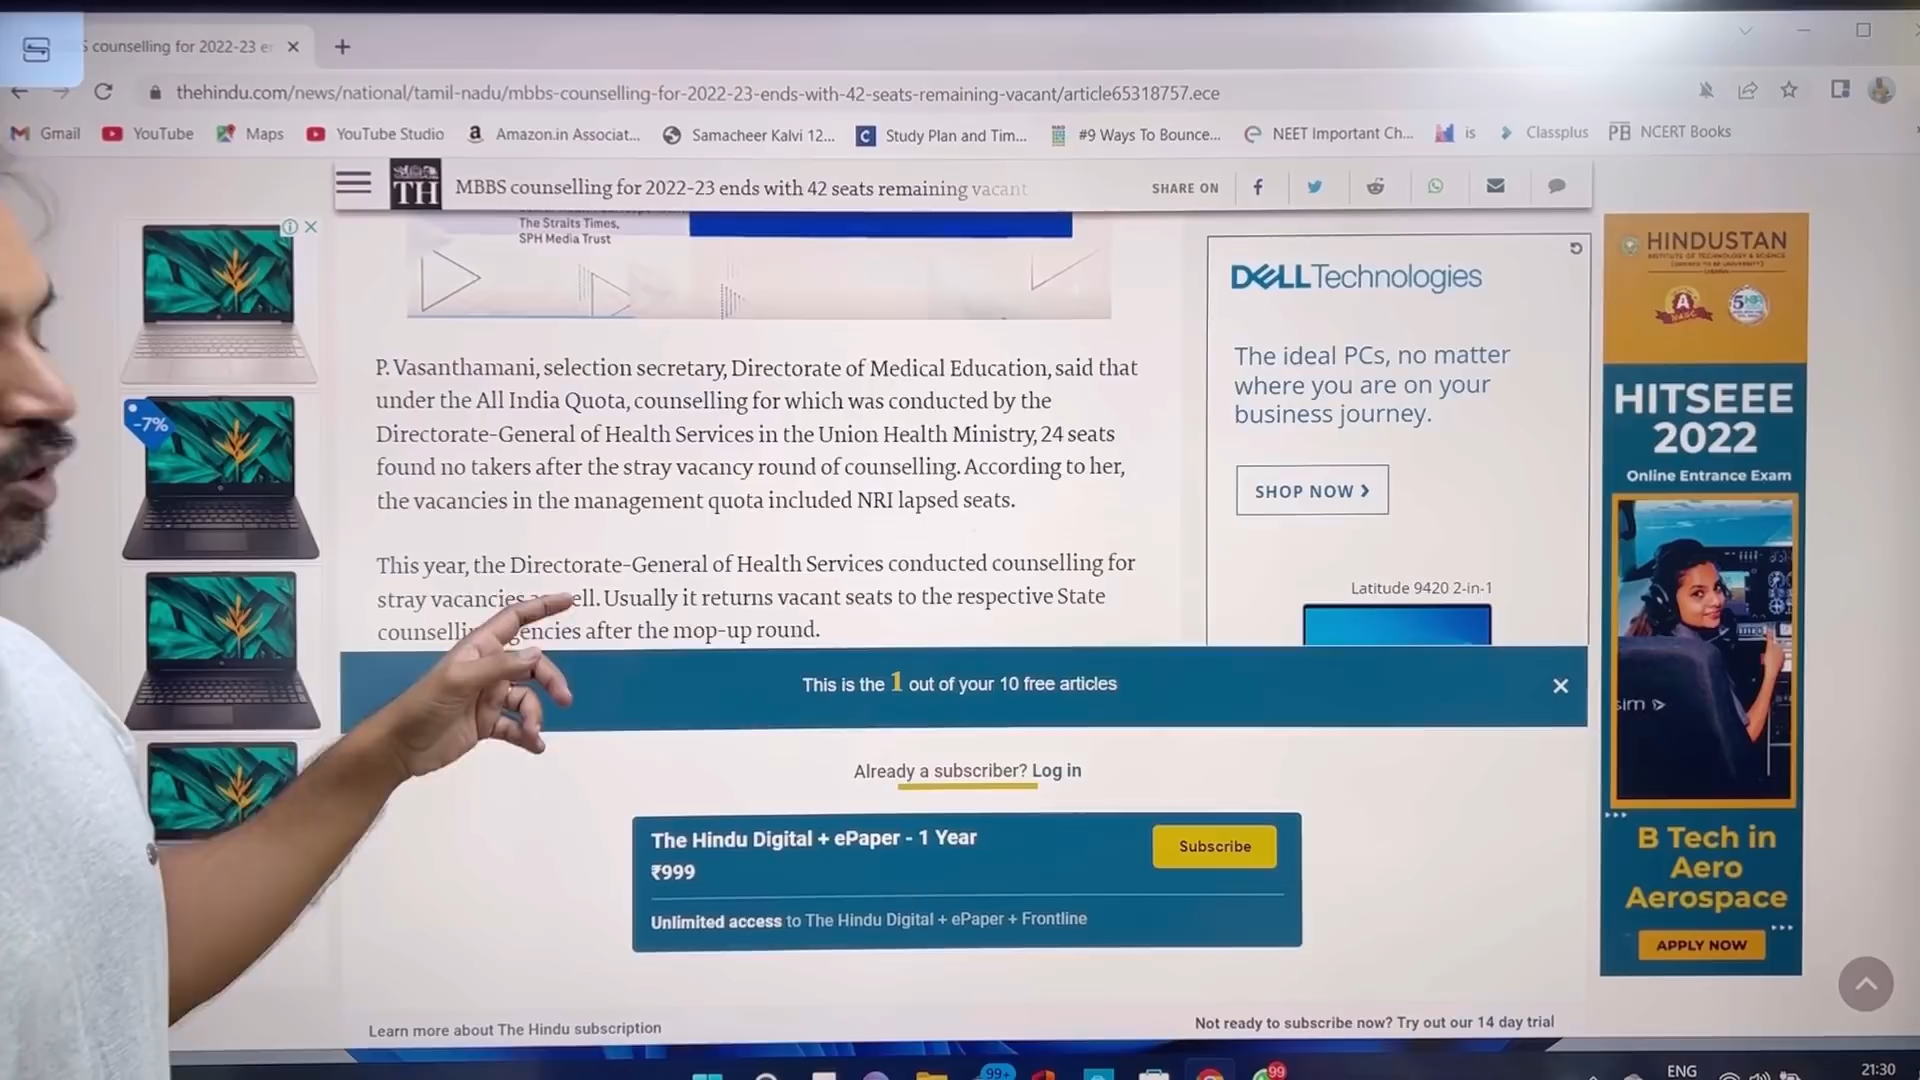 S counselling for 2022-23 e
thehindu.com/news/national/tamil-nadu/mbbs-counselling-for-2022-23-ends-with-42-seats-remaining-vacant/article65318757.ece
Gmail
YouTube
Maps
YouTube Studio
Amazon.in Associat...
Samacheer Kalvi 12...
Study Plan and Tim...
#9 Ways To Bounce...
NEET Important Ch...
is
Classplus
NCERT Books
TH
MBBS counselling for 2022-23 ends with 42 seats remaining vacant
SHARE ON
The Straits Times,
SPH Media Trust
-7%
P. Vasanthamani, selection secretary, Directorate of Medical Education, said that
under the All India Quota, counselling for which was conducted by the
Directorate-General of Health Services in the Union Health Ministry, 24 seats
found no takers after the stray vacancy round of counselling. According to her,
the vacancies in the management quota included NRI lapsed seats.
This year, the Directorate-General of Health Services conducted counselling for
stray vacancies ell. Usually it returns vacant seats to the respective State
counselli gencies after the mop-up round.
DELL Technologies
The ideal PCs, no matter
where you are on your
business journey.
SHOP NOW
Latitude 9420 2-in-1
HINDUSTAN
INSTITUTE OF TECHNOLOGY & SCIENCE
HITSEEE
2022
Online Entrance Exam
sim
B Tech in
Aero
Aerospace
APPLY NOW
This is the 1 out of your 10 free articles
Already a subscriber? Log in
The Hindu Digital + ePaper - 1 Year
₹999
Subscribe
Unlimited access to The Hindu Digital + ePaper + Frontline
Learn more about The Hindu subscription
Not ready to subscribe now? Try out our 14 day trial
99+
99
ENG
21:30